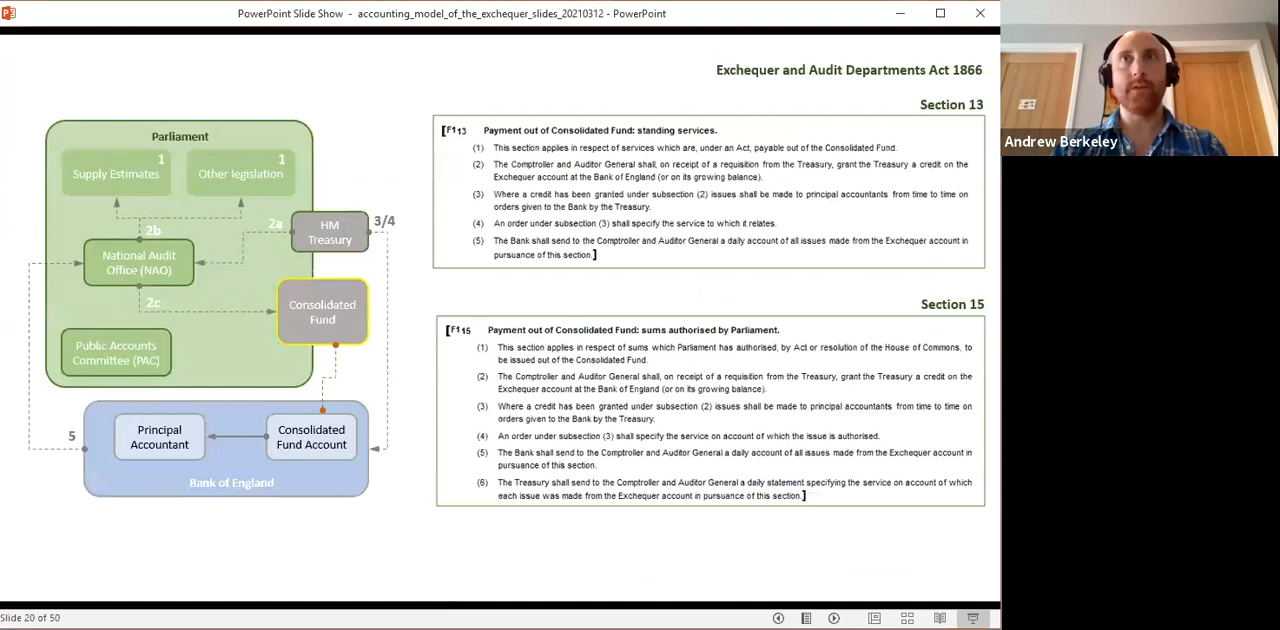 PowerPoint Slide Show - accounting_model_of_the_exchequer_slides_20210312 - PowerPoint
Exchequer and Audit Departments Act 1866
Section 13
[F113 Payment out of Consolidated Fund: standing services.
(1) This section applies in respect of services which are, under an Act, payable out of the Consolidated Fund.
(2) The Comptroller and Auditor General shall, on receipt of a requisition from the Treasury, grant the Treasury a credit on the
Exchequer account at the Bank of England (or on its growing balance).
(3) Where a credit has been granted under subsection (2) issues shall be made to principal accountants from time to time on
orders given to the Bank by the Treasury.
(4) An order under subsection (3) shall specify the service to which it relates.
(5) The Bank shall send to the Comptroller and Auditor General a daily account of all issues made from the Exchequer account in
pursuance of this section.]
Section 15
[F115 Payment out of Consolidated Fund: sums authorised by Parliament.
(1) This section applies in respect of sums which Parliament has authorised, by Act or resolution of the House of Commons, to
be issued out of the Consolidated Fund.
(2) The Comptroller and Auditor General shall, on receipt of a requisition from the Treasury, grant the Treasury a credit on the
Exchequer account at the Bank of England (or on its growing balance).
(3) Where a credit has been granted under subsection (2) issues shall be made to principal accountants from time to time on
orders given to the Bank by the Treasury.
(4) An order under subsection (3) shall specify the service on account of which the issue is authorised.
(5) The Bank shall send to the Comptroller and Auditor General a daily account of all issues made from the Exchequer account in
pursuance of this section.
(6) The Treasury shall send to the Comptroller and Auditor General a daily statement specifying the service on account of which
each issue was made from the Exchequer account in pursuance of this section.]
Parliament
1
Supply Estimates
1
Other legislation
2b
2a
HM
Treasury
3/4
National Audit
Office (NAO)
2c
Consolidated
Fund
Public Accounts
Committee (PAC)
5
Principal
Accountant
Consolidated
Fund Account
Bank of England
Andrew Berkeley
Slide 20 of 50